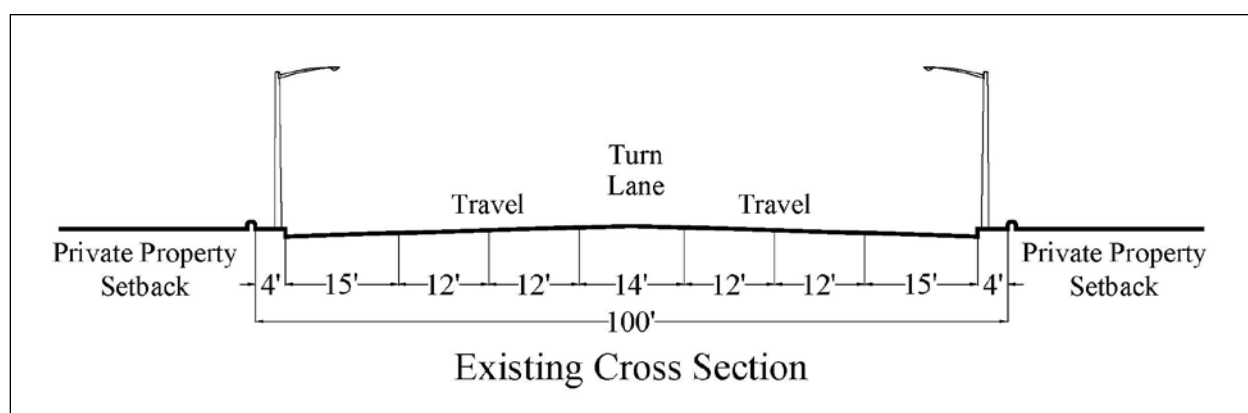 Turn
Lane
Travel
Travel
Private Property
Setback
Private Property
Setback
4' 15' 12' 12' 14' 12' 12' 15' 4'
100'
Existing Cross Section